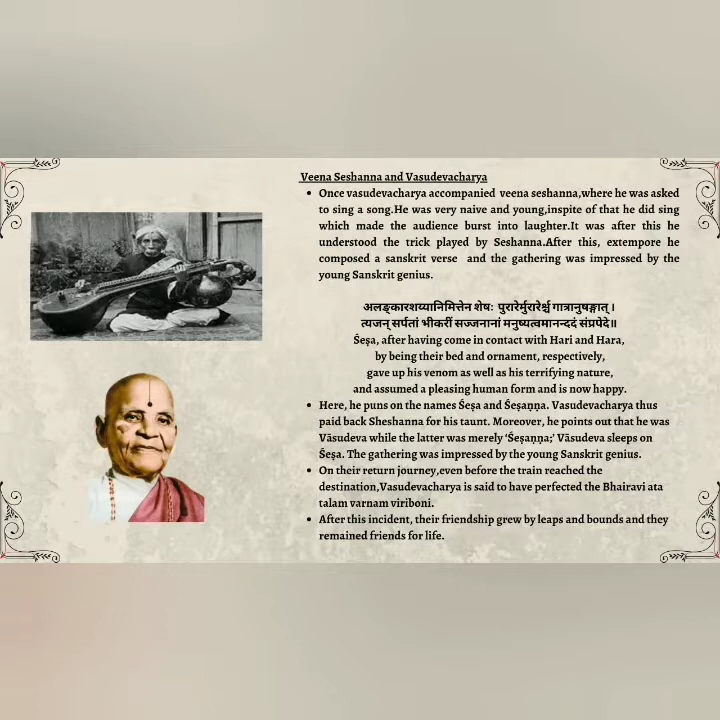 Veena Seshanna and Vasudevacharya
• Once vasudevacharya accompanied veena seshanna,where he was asked
to sing a song.He was very naive and young,inspite of that he did sing
which made the audience burst into laughter.It was after this he
understood the trick played by Seshanna.After this, extempore he
composed a sanskrit verse and the gathering was impressed by the
young Sanskrit genius.
अलङ्कारशय्यानिमित्तेन शेषः पुरारेर्मुरारेर्श्च गात्रानुषङ्गात् ।
त्यजन् सर्पतां भीकरीं सज्जनानां मनुष्यत्वमानन्ददं संप्रपेदे॥
Śeṣa, after having come in contact with Hari and Hara,
by being their bed and ornament, respectively,
gave up his venom as well as his terrifying nature,
and assumed a pleasing human form and is now happy.
• Here, he puns on the names Śeṣa and Śeṣaṇṇa. Vasudevacharya thus
paid back Sheshanna for his taunt. Moreover, he points out that he was
Vāsudeva while the latter was merely ‘Śeṣaṇṇa;’ Vāsudeva sleeps on
Śeṣa. The gathering was impressed by the young Sanskrit genius.
• On their return journey,even before the train reached the
destination,Vasudevacharya is said to have perfected the Bhairavi ata
talam varnam viriboni.
• After this incident, their friendship grew by leaps and bounds and they
remained friends for life.